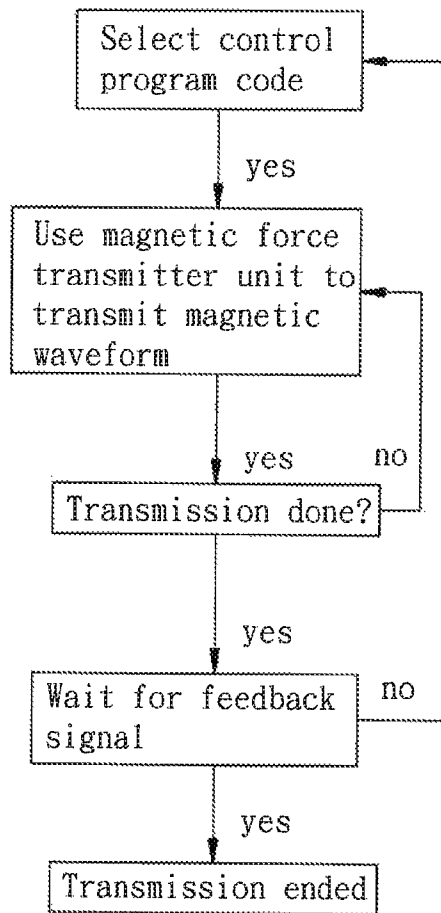 Select control
program code
yes
Use magnetic force
transmitter unit to
transmit magnetic
waveform
yes
no
Transmission done?
yes
Wait for feedback
signal
no
yes
Transmission ended